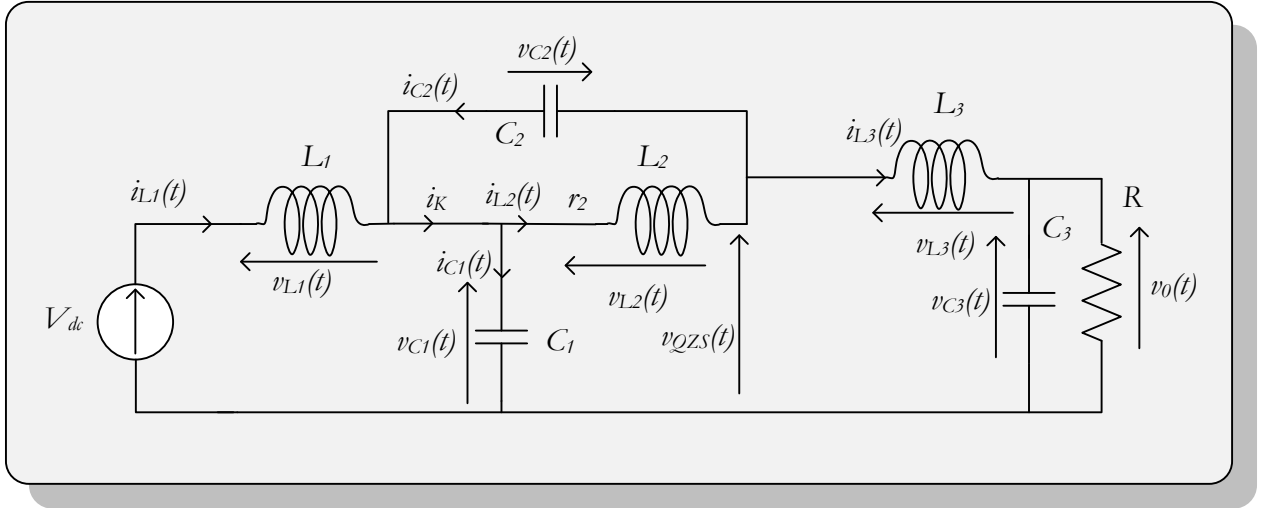 vC2(t)
iC2(t)
C2
L3
iL3(t)
L1
L2
iL1(t)
iK
iL2(t)
r2
R
C3
vL1(t)
iC1(t)
vL2(t)
vL3(t)
Vdc
vC1(t)
C1
vQZS(t)
vC3(t)
v0(t)